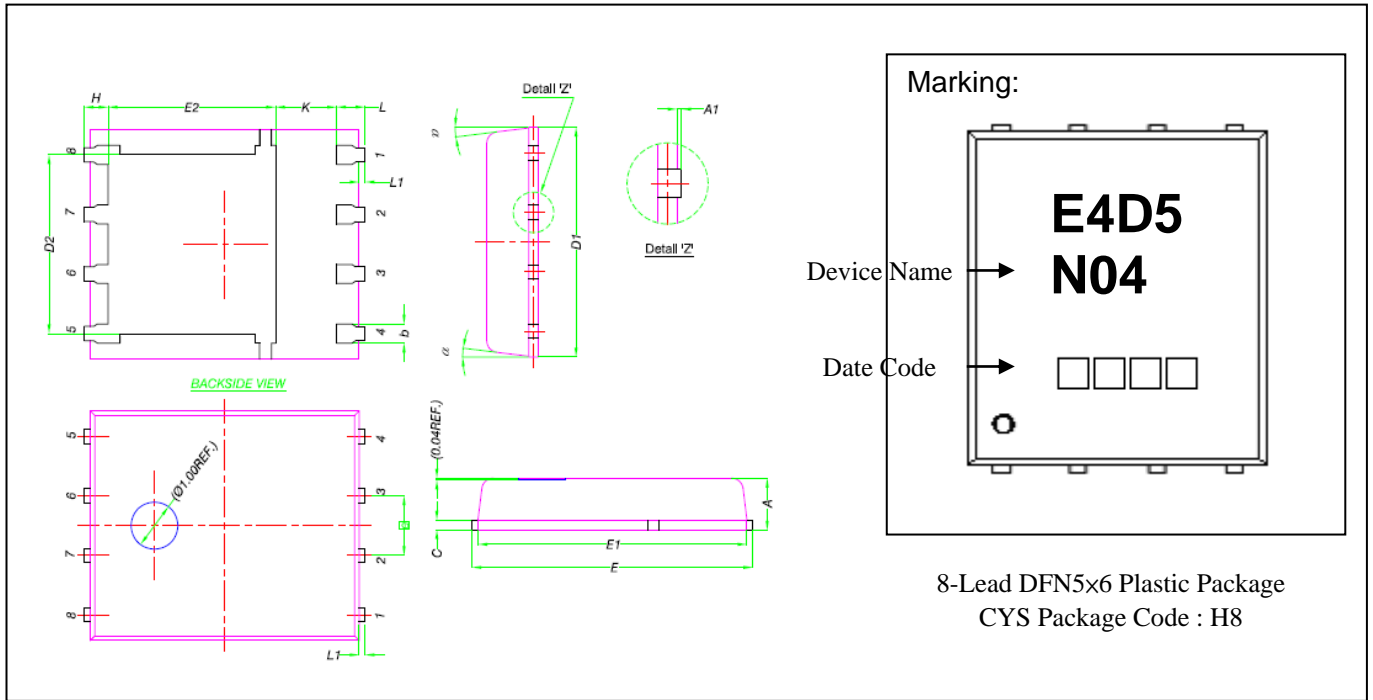 H
E2
K
L
8
1
L1
7
2
D2
6
3
5
4
b
BACKSIDE VIEW
Detail 'Z'
α
D1
α
A1
Detail 'Z'
5
4
(Ø1.00REF.)
6
3
7
2
8
1
L1
(0.04REF.)
A
C
E1
E
Marking:
E4D5
Device Name
N04
Date Code
8-Lead DFN5×6 Plastic Package
CYS Package Code : H8